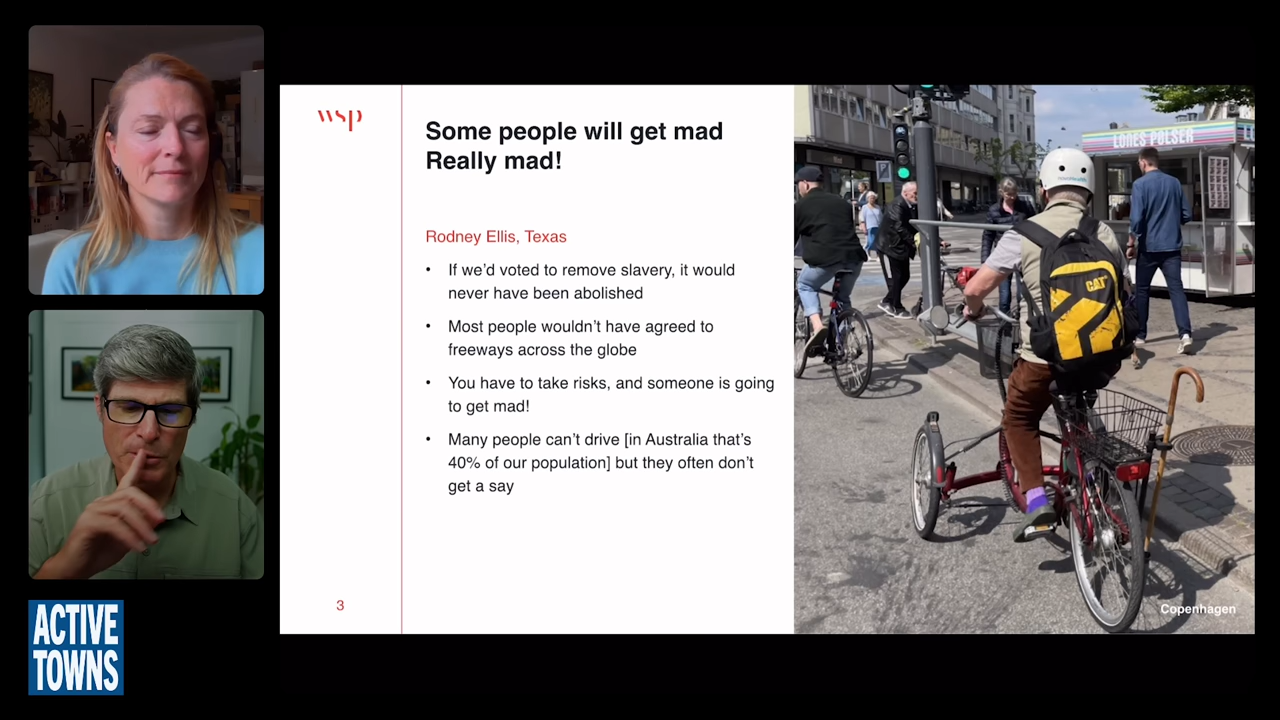 wsp
Some people will get mad
Really mad!
Rodney Ellis, Texas
• If we'd voted to remove slavery, it would
never have been abolished
• Most people wouldn't have agreed to
freeways across the globe
• You have to take risks, and someone is going
to get mad!
• Many people can't drive [in Australia that's
40% of our population] but they often don't
get a say
3
LONES PØLSER
P
CAT
Copenhagen
ACTIVE
TOWNS